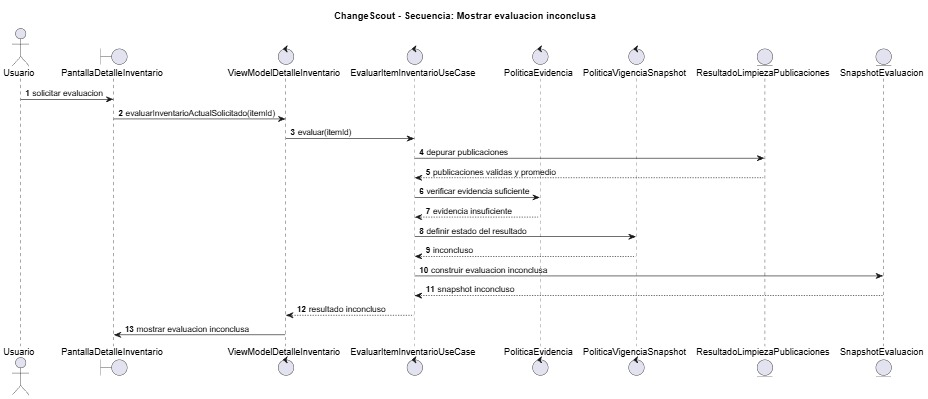 ChangeScout - Secuencia: Mostrar evaluacion inconclusa
Usuario
PantallaDetalleInventario
ViewModelDetalleInventario
EvaluarItemInventarioUseCase
PoliticaEvidencia
PoliticaVigenciaSnapshot
ResultadoLimpiezaPublicaciones
SnapshotEvaluacion
1 solicitar evaluacion
2 evaluarInventarioActualSolicitado(itemId)
3 evaluar(itemId)
4 depurar publicaciones
5 publicaciones validas y promedio
6 verificar evidencia suficiente
7 evidencia insuficiente
8 definir estado del resultado
9 inconcluso
10 construir evaluacion inconclusa
11 snapshot inconcluso
12 resultado inconcluso
13 mostrar evaluacion inconclusa
Usuario
PantallaDetalleInventario
ViewModelDetalleInventario
EvaluarItemInventarioUseCase
PoliticaEvidencia
PoliticaVigenciaSnapshot
ResultadoLimpiezaPublicaciones
SnapshotEvaluacion